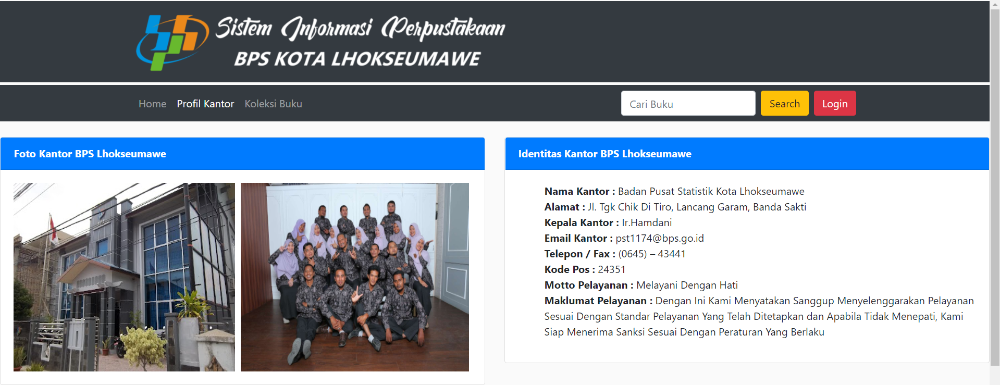 Sistem Informasi Perpustakaan
BPS KOTA LHOKSEUMAWE
Home Profil Kantor Koleksi Buku Cari Buku Search Login
Foto Kantor BPS Lhokseumawe
Identitas Kantor BPS Lhokseumawe
Nama Kantor : Badan Pusat Statistik Kota Lhokseumawe
Alamat : Jl. Tgk Chik Di Tiro, Lancang Garam, Banda Sakti
Kepala Kantor : Ir.Hamdani
Email Kantor : pst1174@bps.go.id
Telepon / Fax : (0645) – 43441
Kode Pos : 24351
Motto Pelayanan : Melayani Dengan Hati
Maklumat Pelayanan : Dengan Ini Kami Menyatakan Sanggup Menyelenggarakan Pelayanan
Sesuai Dengan Standar Pelayanan Yang Telah Ditetapkan dan Apabila Tidak Menepati, Kami
Siap Menerima Sanksi Sesuai Dengan Peraturan Yang Berlaku